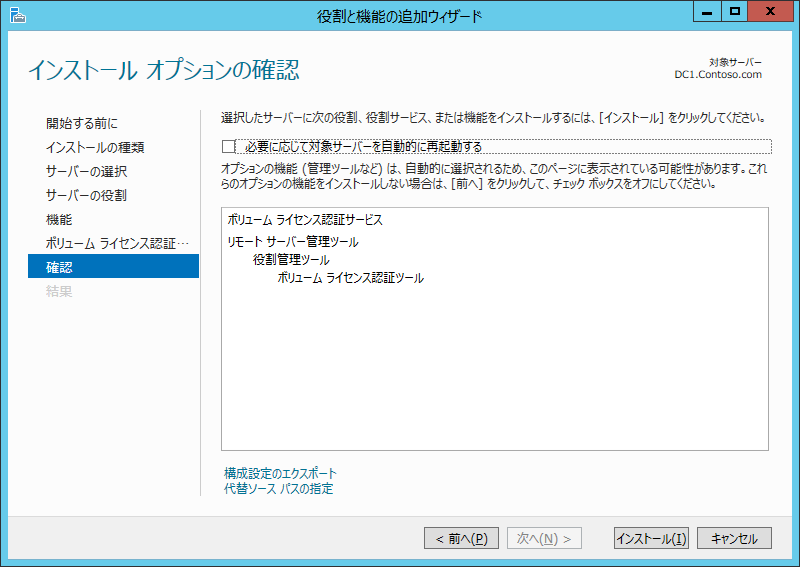 役割と機能の追加ウィザード
インストール オプションの確認
対象サーバー
DC1.Contoso.com
開始する前に
インストールの種類
サーバーの選択
サーバーの役割
機能
ボリューム ライセンス認証…
確認
結果
選択したサーバーに次の役割、役割サービス、または機能をインストールするには、[インストール] をクリックしてください。
必要に応じて対象サーバーを自動的に再起動する
オプションの機能 (管理ツールなど) は、自動的に選択されるため、このページに表示されている可能性があります。これ
らのオプションの機能をインストールしない場合は、[前へ] をクリックして、チェック ボックスをオフにしてください。
ボリューム ライセンス認証サービス
リモート サーバー管理ツール
役割管理ツール
ボリューム ライセンス認証ツール
構成設定のエクスポート
代替ソース パスの指定
< 前へ(P)
次へ(N) >
インストール(I)
キャンセル